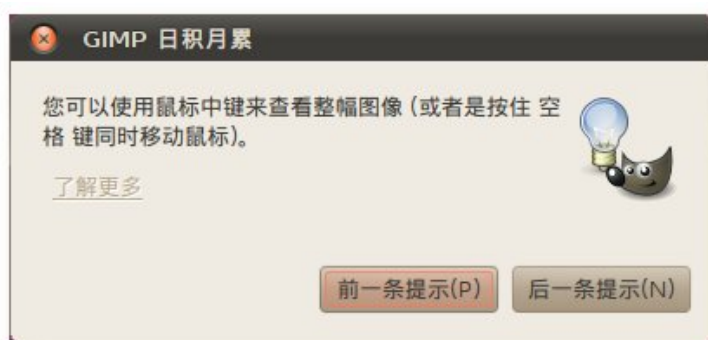 GIMP 日积月累
您可以使用鼠标中键来查看整幅图像 (或者是按住 空
格 键同时移动鼠标)。
了解更多
前一条提示(P)
后一条提示(N)